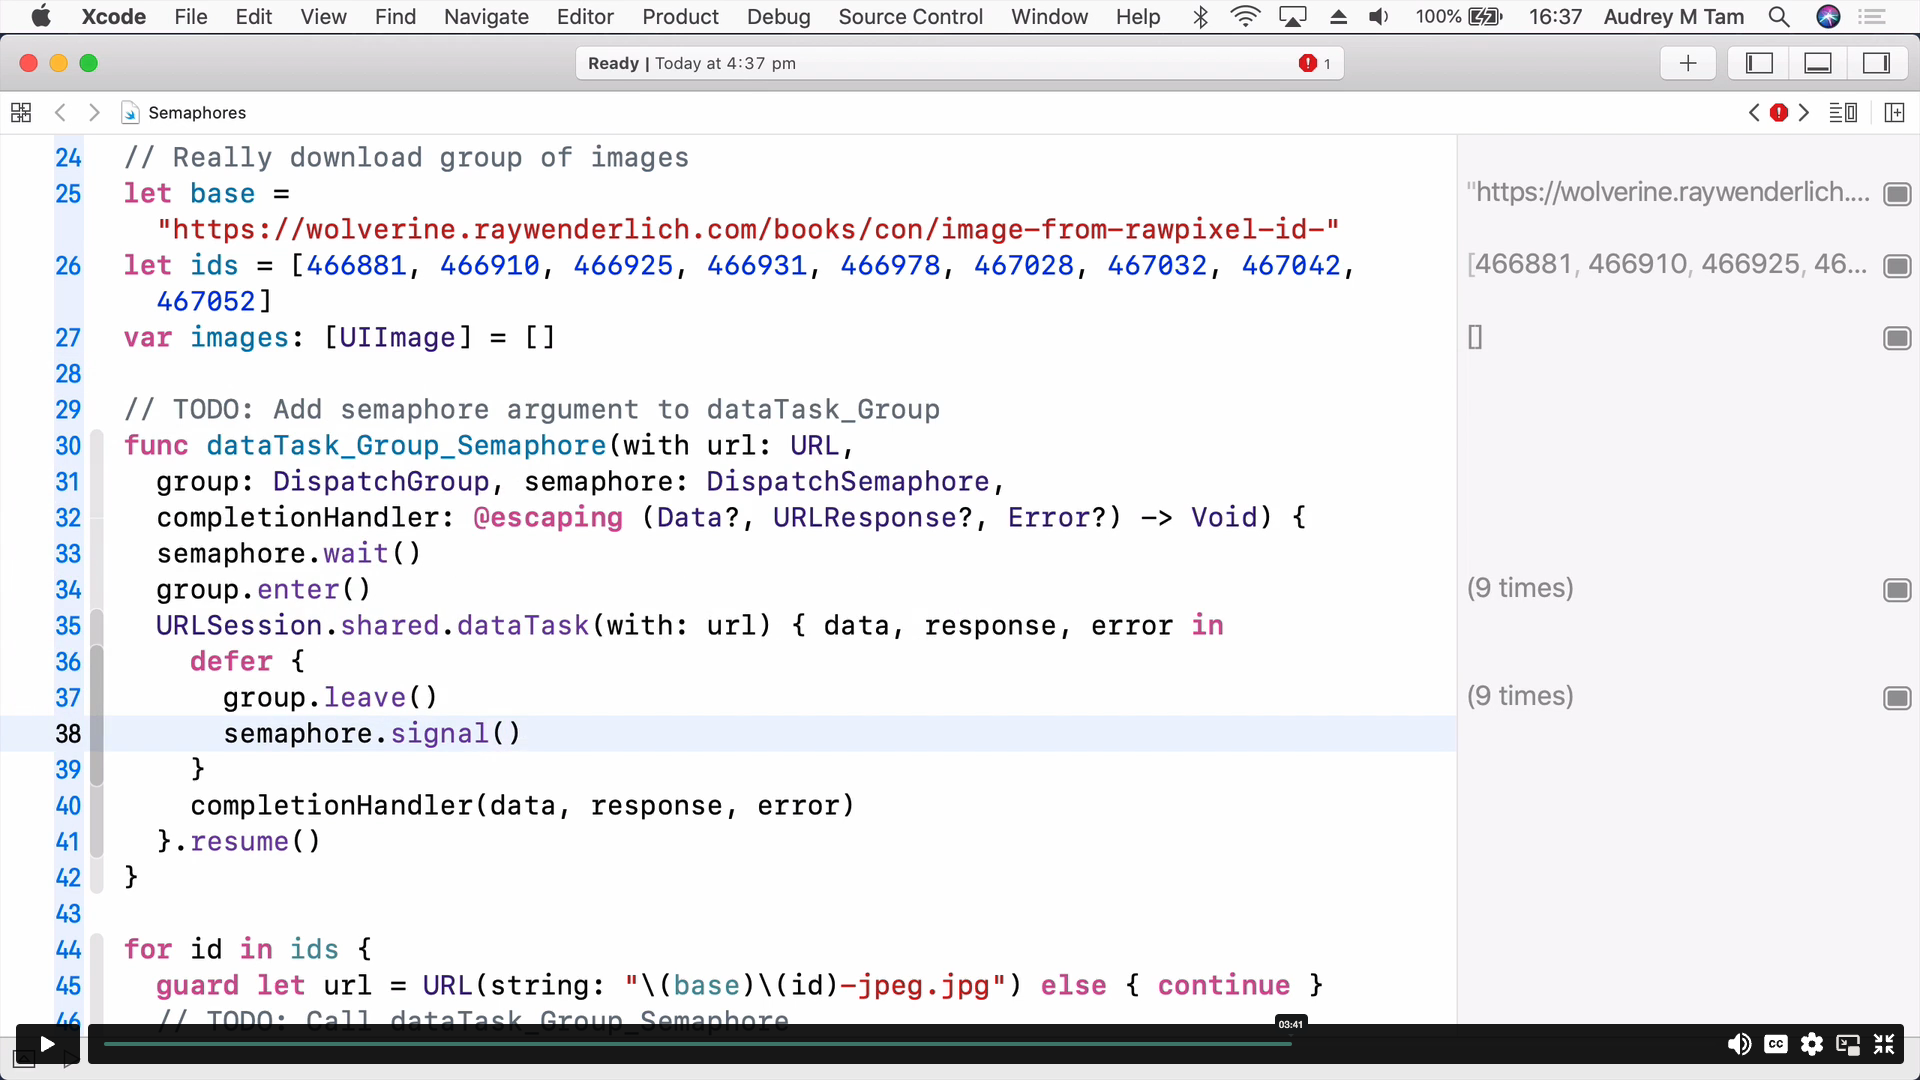 Xcode File Edit View Find Navigate Editor Product Debug Source Control Window Help 100% 16:37 Audrey M Tam
Ready | Today at 4:37 pm 1
Semaphores
24 // Really download group of images
25 let base =
"https://wolverine.raywenderlich.com/books/con/image-from-rawpixel-id-"
"https://wolverine.raywenderlich....
26 let ids = [466881, 466910, 466925, 466931, 466978, 467028, 467032, 467042,
467052]
[466881, 466910, 466925, 46...
27 var images: [UIImage] = []
[]
28
29 // TODO: Add semaphore argument to dataTask_Group
30 func dataTask_Group_Semaphore(with url: URL,
31 group: DispatchGroup, semaphore: DispatchSemaphore,
32 completionHandler: @escaping (Data?, URLResponse?, Error?) -> Void) {
33 semaphore.wait()
34 group.enter()
(9 times)
35 URLSession.shared.dataTask(with: url) { data, response, error in
36 defer {
37 group.leave()
(9 times)
38 semaphore.signal()
39 }
40 completionHandler(data, response, error)
41 }.resume()
42 }
43
44 for id in ids {
45 guard let url = URL(string: "\(base)\(id)-jpeg.jpg") else { continue }
46 // TODO: Call dataTask_Group_Semaphore
03:41
CC